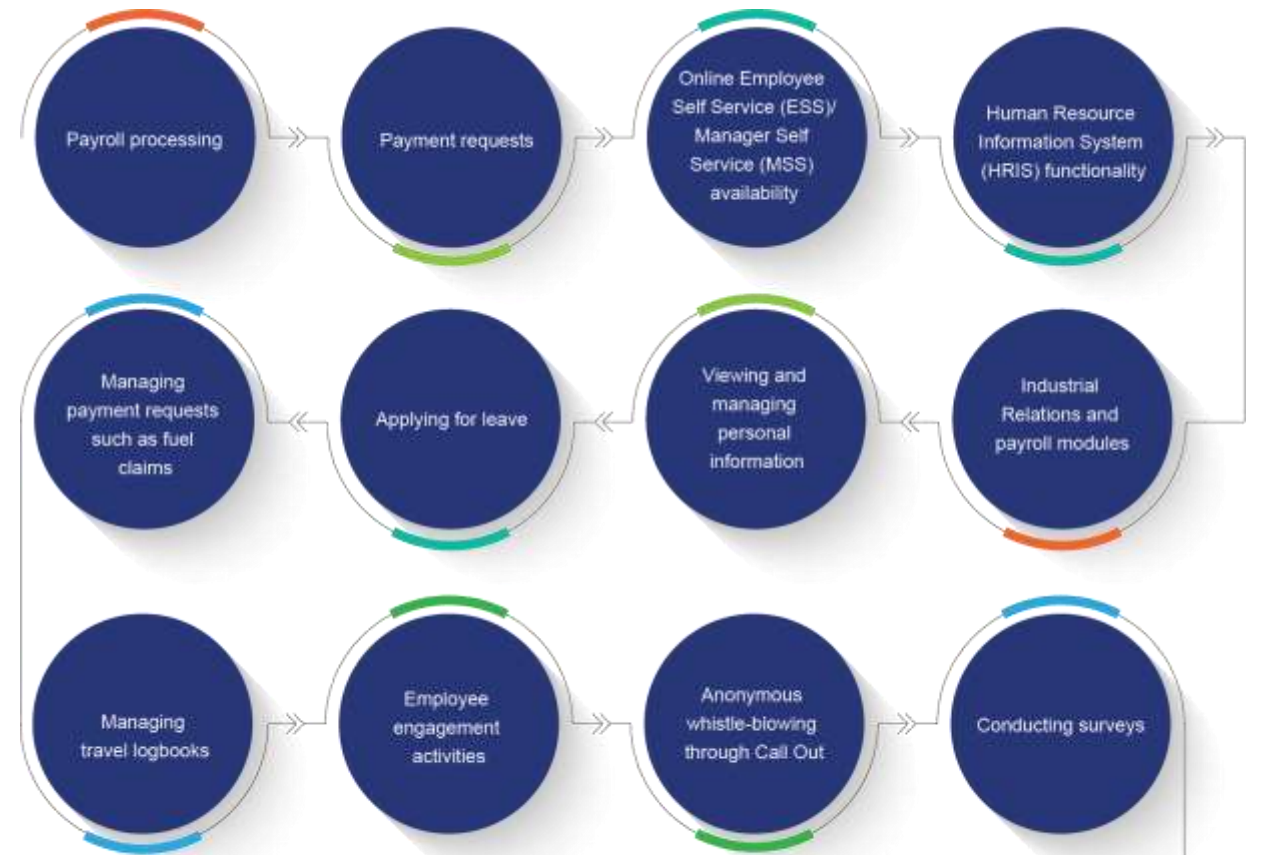 Payroll processing
Payment requests
Online Employee
Self Service (ESS)/
Manager Self
Service (MSS)
availability
Human Resource
Information System
(HRIS) functionality
Industrial
Relations and
payroll modules
Viewing and
managing
personal
information
Applying for leave
Managing
payment requests
such as fuel
claims
Managing
travel logbooks
Employee
engagement
activities
Anonymous
whistle-blowing
through Call Out
Conducting surveys